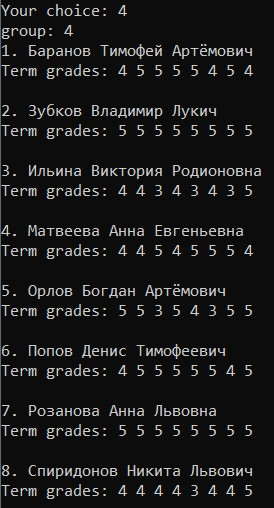 Your choice: 4
group: 4
1. Баранов Тимофей Артёмович
Term grades: 4 5 5 5 5 4 5 4
2. Зубков Владимир Лукич
Term grades: 5 5 5 5 5 5 5 5
3. Ильина Виктория Родионовна
Term grades: 4 4 3 4 3 4 3 5
4. Матвеева Анна Евгеньевна
Term grades: 4 4 5 4 5 5 5 4
5. Орлов Богдан Артёмович
Term grades: 5 5 3 5 4 3 5 5
6. Попов Денис Тимофеевич
Term grades: 4 5 5 5 5 5 4 5
7. Розанова Анна Львовна
Term grades: 5 5 5 5 5 5 5 5
8. Спиридонов Никита Львович
Term grades: 4 4 4 4 3 4 4 5